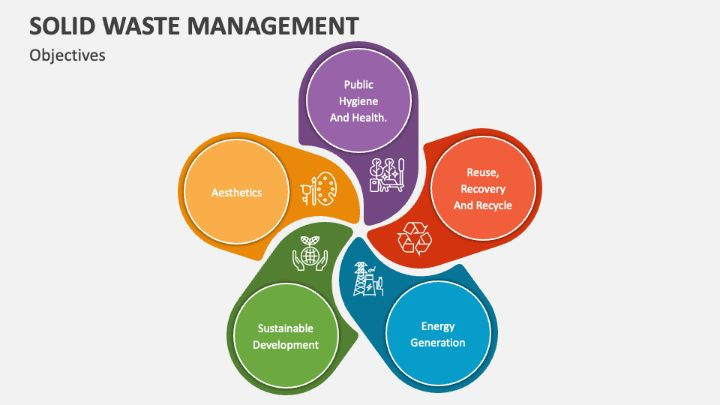 SOLID WASTE MANAGEMENT
Objectives
Public
Hygiene
And Health.
Reuse,
Recovery
And Recycle
Aesthetics
Energy
Generation
Sustainable
Development